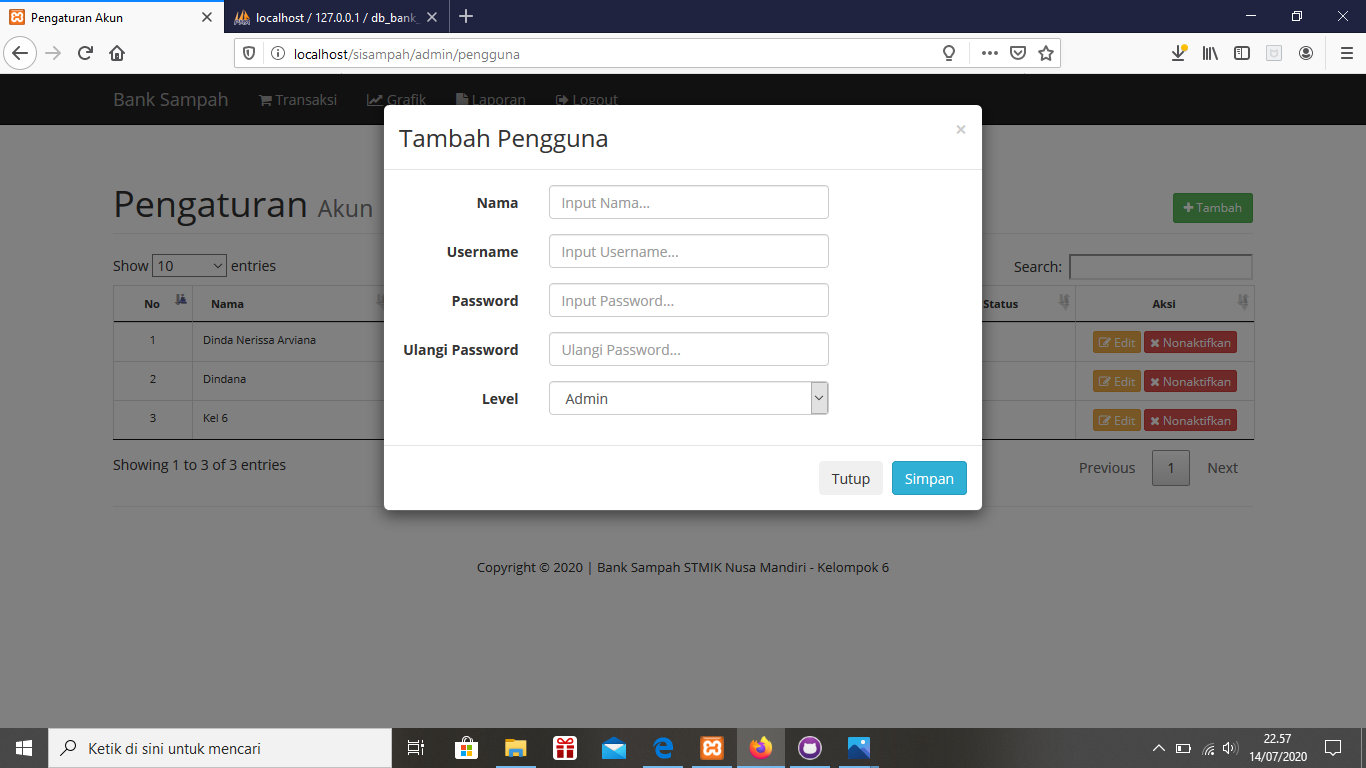 Pengaturan Akun
localhost / 127.0.0.1 / db_bank_
localhost/sisampah/admin/pengguna
Bank Sampah Transaksi Grafik Laporan Logout
Tambah Pengguna ×
Nama Input Nama...
Username Input Username...
Password Input Password...
Ulangi Password Ulangi Password...
Level Admin
Tutup Simpan
Pengaturan Akun
Tambah
Show 10 entries
Search:
No Nama Status Aksi
1 Dinda Nerissa Arviana Edit Nonaktifkan
2 Dindana Edit Nonaktifkan
3 Kel 6 Edit Nonaktifkan
Showing 1 to 3 of 3 entries
Previous 1 Next
Copyright © 2020 | Bank Sampah STMIK Nusa Mandiri - Kelompok 6
Ketik di sini untuk mencari
22.57
14/07/2020